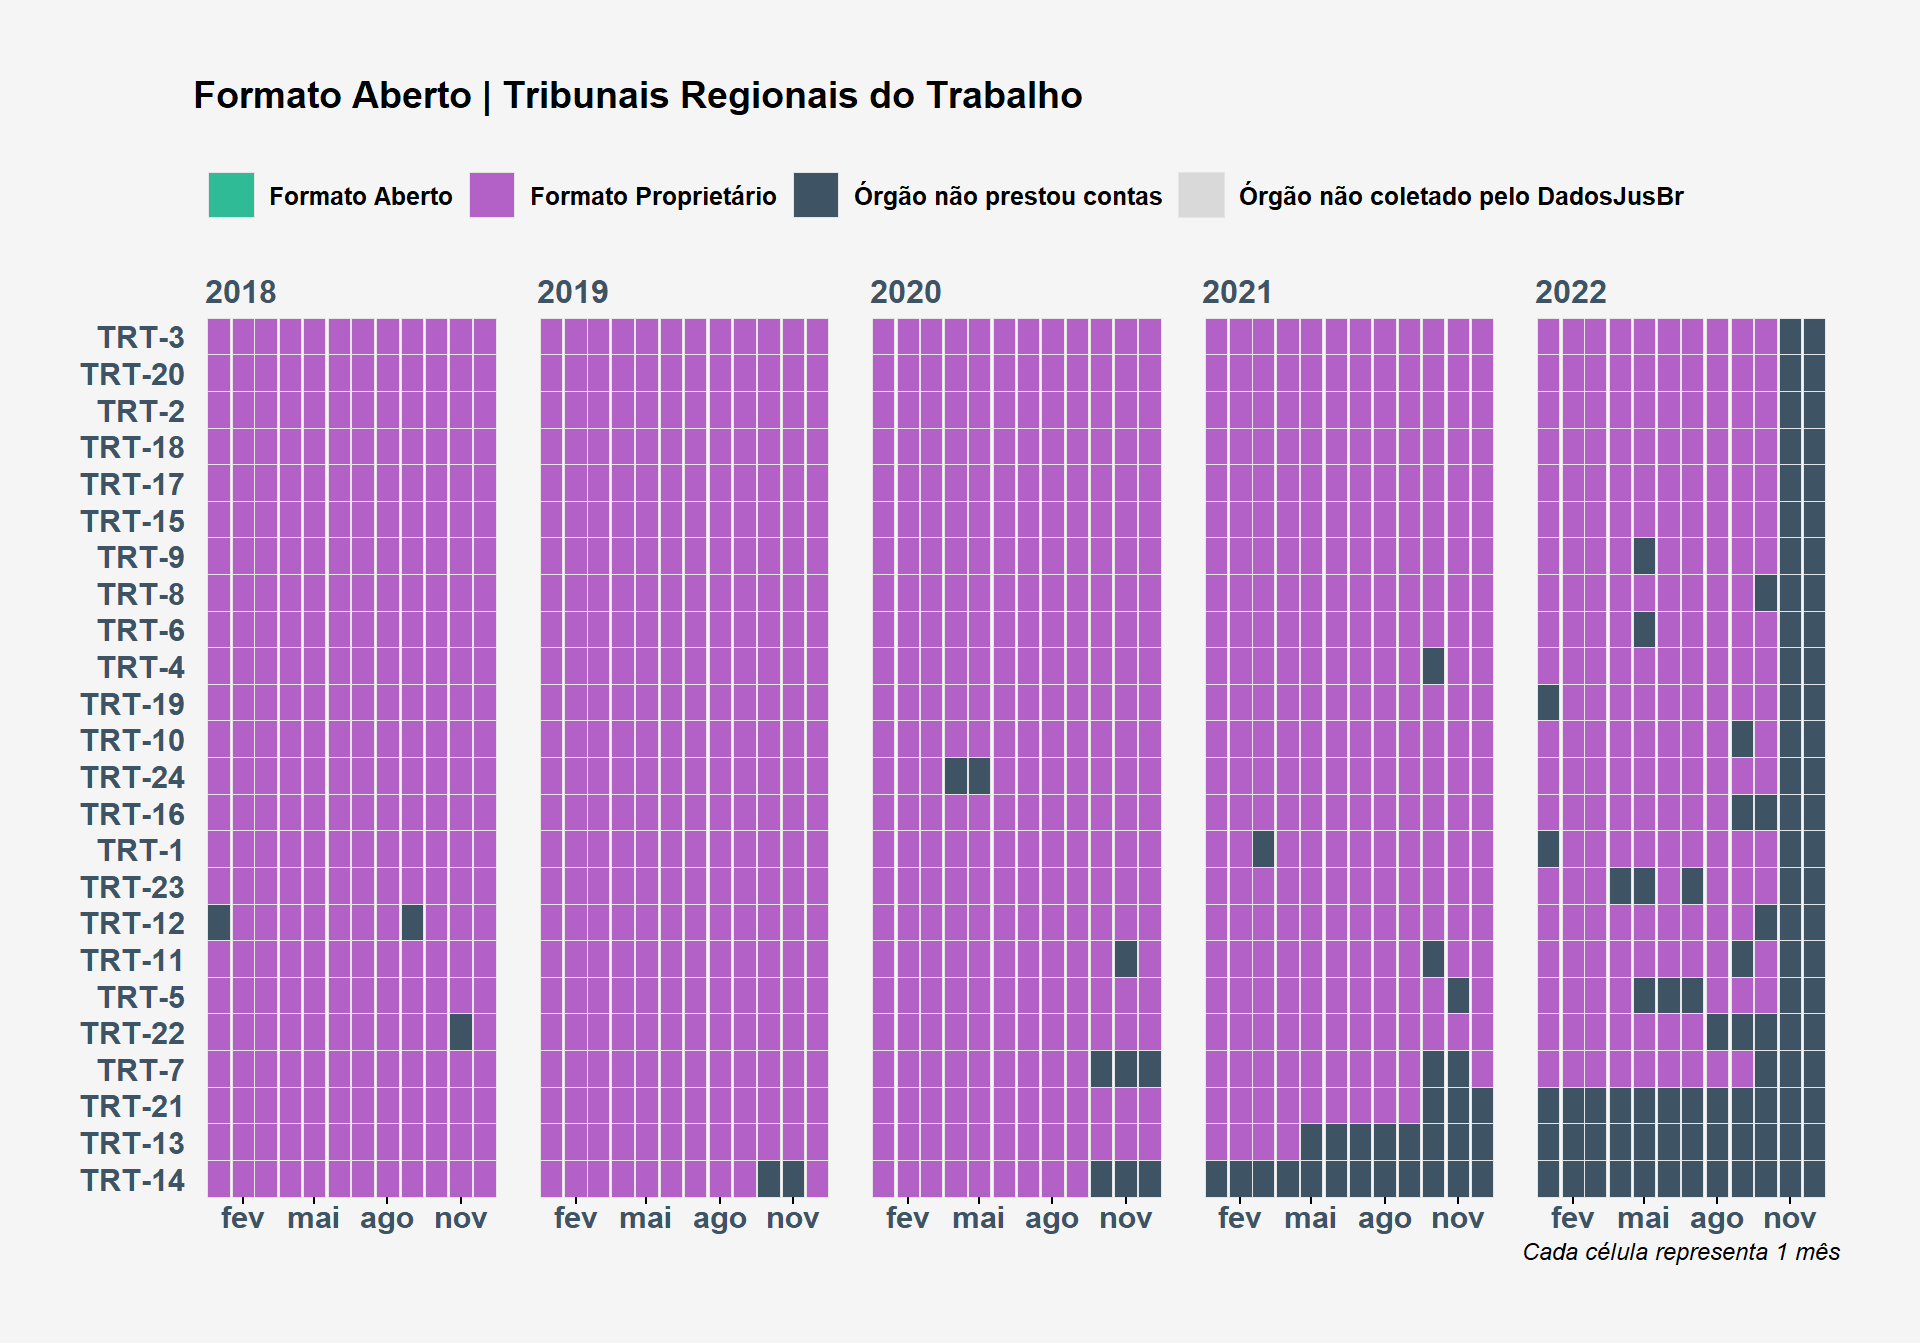 Formato Aberto | Tribunais Regionais do Trabalho
Formato Aberto Formato Proprietário Órgão não prestou contas Órgão não coletado pelo DadosJusBr
2018 2019 2020 2021 2022
TRT-3
TRT-20
TRT-2
TRT-18
TRT-17
TRT-15
TRT-9
TRT-8
TRT-6
TRT-4
TRT-19
TRT-10
TRT-24
TRT-16
TRT-1
TRT-23
TRT-12
TRT-11
TRT-5
TRT-22
TRT-7
TRT-21
TRT-13
TRT-14
fev mai ago nov fev mai ago nov fev mai ago nov fev mai ago nov fev mai ago nov
Cada célula representa 1 mês